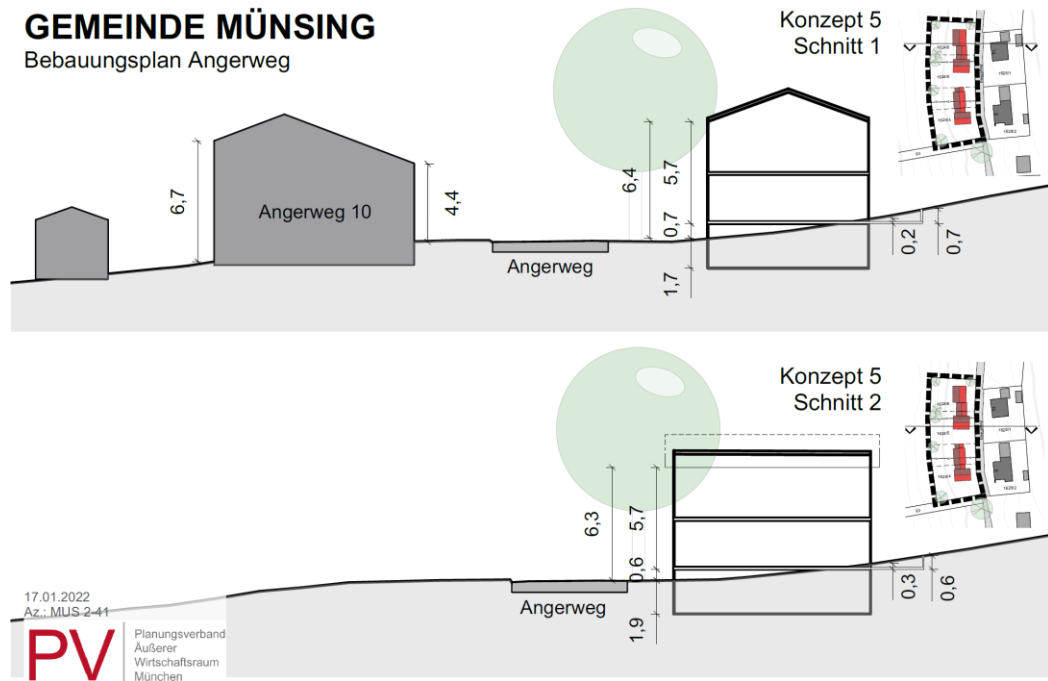 GEMEINDE MÜNSING
Bebauungsplan Angerweg
Konzept 5
Schnitt 1
6,7
Angerweg 10
4,4
6,4
5,7
0,7
1,7
Angerweg
0,2
0,7
Konzept 5
Schnitt 2
6,3
5,7
0,6
1,9
Angerweg
0,3
0,6
17.01.2022
Az.: MUS 2-41
PV
Planungsverband
Äußerer
Wirtschaftsraum
München